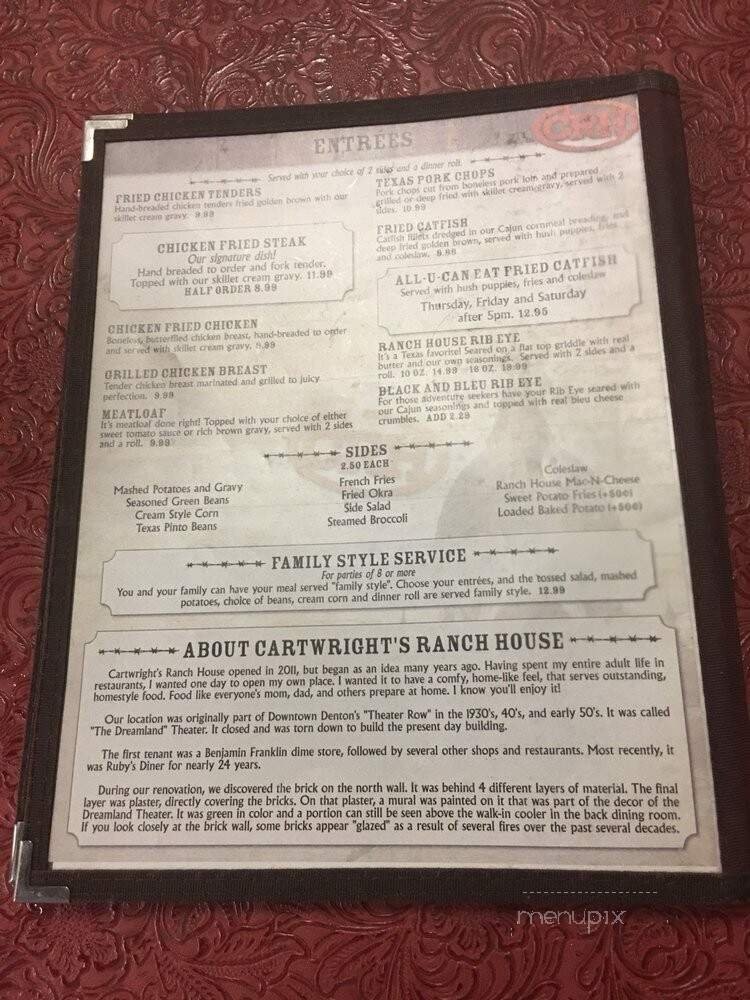 ENTREES
CRH
Served with your choice of 2 sides and a dinner roll.
FRIED CHICKEN TENDERS
Hand-breaded chicken tenders fried golden brown with our
skillet cream gravy. 9.99
CHICKEN FRIED STEAK
Our signature dish!
Hand breaded to order and fork tender.
Topped with our skillet cream gravy. 11.99
HALF ORDER 8.99
CHICKEN FRIED CHICKEN
Boneless, butterflied chicken breast, hand-breaded to order
and served with skillet cream gravy. 9.99
GRILLED CHICKEN BREAST
Tender chicken breast marinated and grilled to juicy
perfection. 9.99
MEATLOAF
It's meatloaf done right! Topped with your choice of either
sweet tomato sauce or rich brown gravy, served with 2 sides
and a roll. 9.99
TEXAS PORK CHOPS
Pork chops cut from boneless pork loin and prepared
grilled or deep fried with skillet cream gravy, served with 2
sides. 10.99
FRIED CATFISH
Catfish fillets dredged in our Cajun cornmeal breading, and
deep fried golden brown, served with hush puppies, fries
and coleslaw. 9.98
ALL-U-CAN EAT FRIED CATFISH
Served with hush puppies, fries and coleslaw
Thursday, Friday and Saturday
after 5pm. 12.95
RANCH HOUSE RIB EYE
It's a Texas favorite! Seared on a flat top griddle with real
butter and our own seasonings. Served with 2 sides and a
roll. 10 OZ. 14.99 16 OZ. 19.99
BLACK AND BLEU RIB EYE
For those adventure seekers have your Rib Eye seared with
our Cajun seasonings and topped with real bleu cheese
crumbles. ADD 2.29
SIDES
2.50 EACH
Mashed Potatoes and Gravy
Seasoned Green Beans
Cream Style Corn
Texas Pinto Beans
French Fries
Fried Okra
Side Salad
Steamed Broccoli
Coleslaw
Ranch House Mac-N-Cheese
Sweet Potato Fries (+50¢)
Loaded Baked Potato (+50¢)
FAMILY STYLE SERVICE
For parties of 8 or more
You and your family can have your meal served "family style". Choose your entrées, and the tossed salad, mashed
potatoes, choice of beans, cream corn and dinner roll are served family style. 12.99
ABOUT CARTWRIGHT'S RANCH HOUSE
Cartwright's Ranch House opened in 2011, but began as an idea many years ago. Having spent my entire adult life in
restaurants, I wanted one day to open my own place. I wanted it to have a comfy, home-like feel, that serves outstanding,
homestyle food. Food like everyone's mom, dad, and others prepare at home. I know you'll enjoy it!
Our location was originally part of Downtown Denton's "Theater Row" in the 1930's, 40's, and early 50's. It was called
"The Dreamland" Theater. It closed and was torn down to build the present day building.
The first tenant was a Benjamin Franklin dime store, followed by several other shops and restaurants. Most recently, it
was Ruby's Diner for nearly 24 years.
During our renovation, we discovered the brick on the north wall. It was behind 4 different layers of material. The final
layer was plaster, directly covering the bricks. On that plaster, a mural was painted on it that was part of the decor of the
Dreamland Theater. It was green in color and a portion can still be seen above the walk-in cooler in the back dining room.
If you look closely at the brick wall, some bricks appear "glazed" as a result of several fires over the past several decades.
menupix